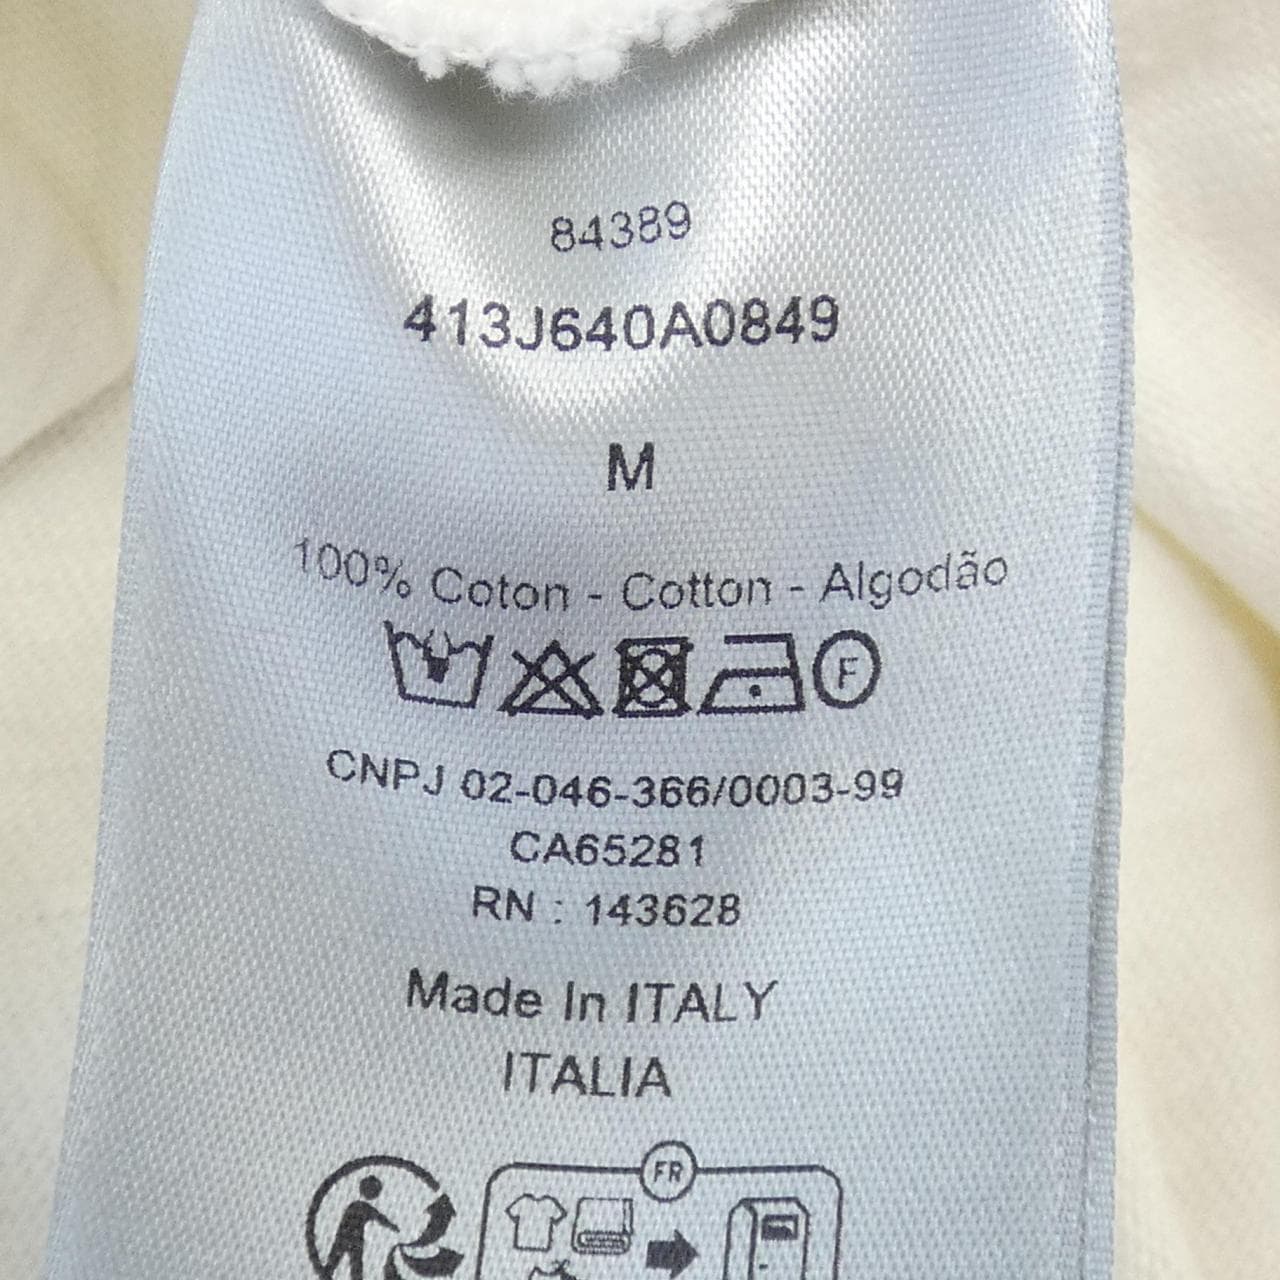 84389
413J640A0849
M
100% Coton - Cotton - Algodão
F
CNPJ 02-046-366/0003-99
CA65281
RN : 143628
Made In ITALY
ITALIA
FR